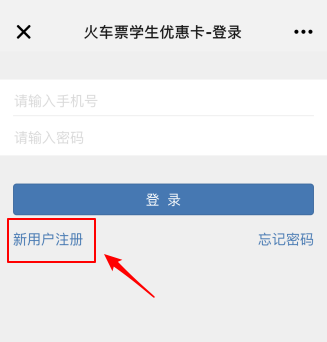 火车票学生优惠卡-登录
请输入手机号
请输入密码
登 录
新用户注册 忘记密码